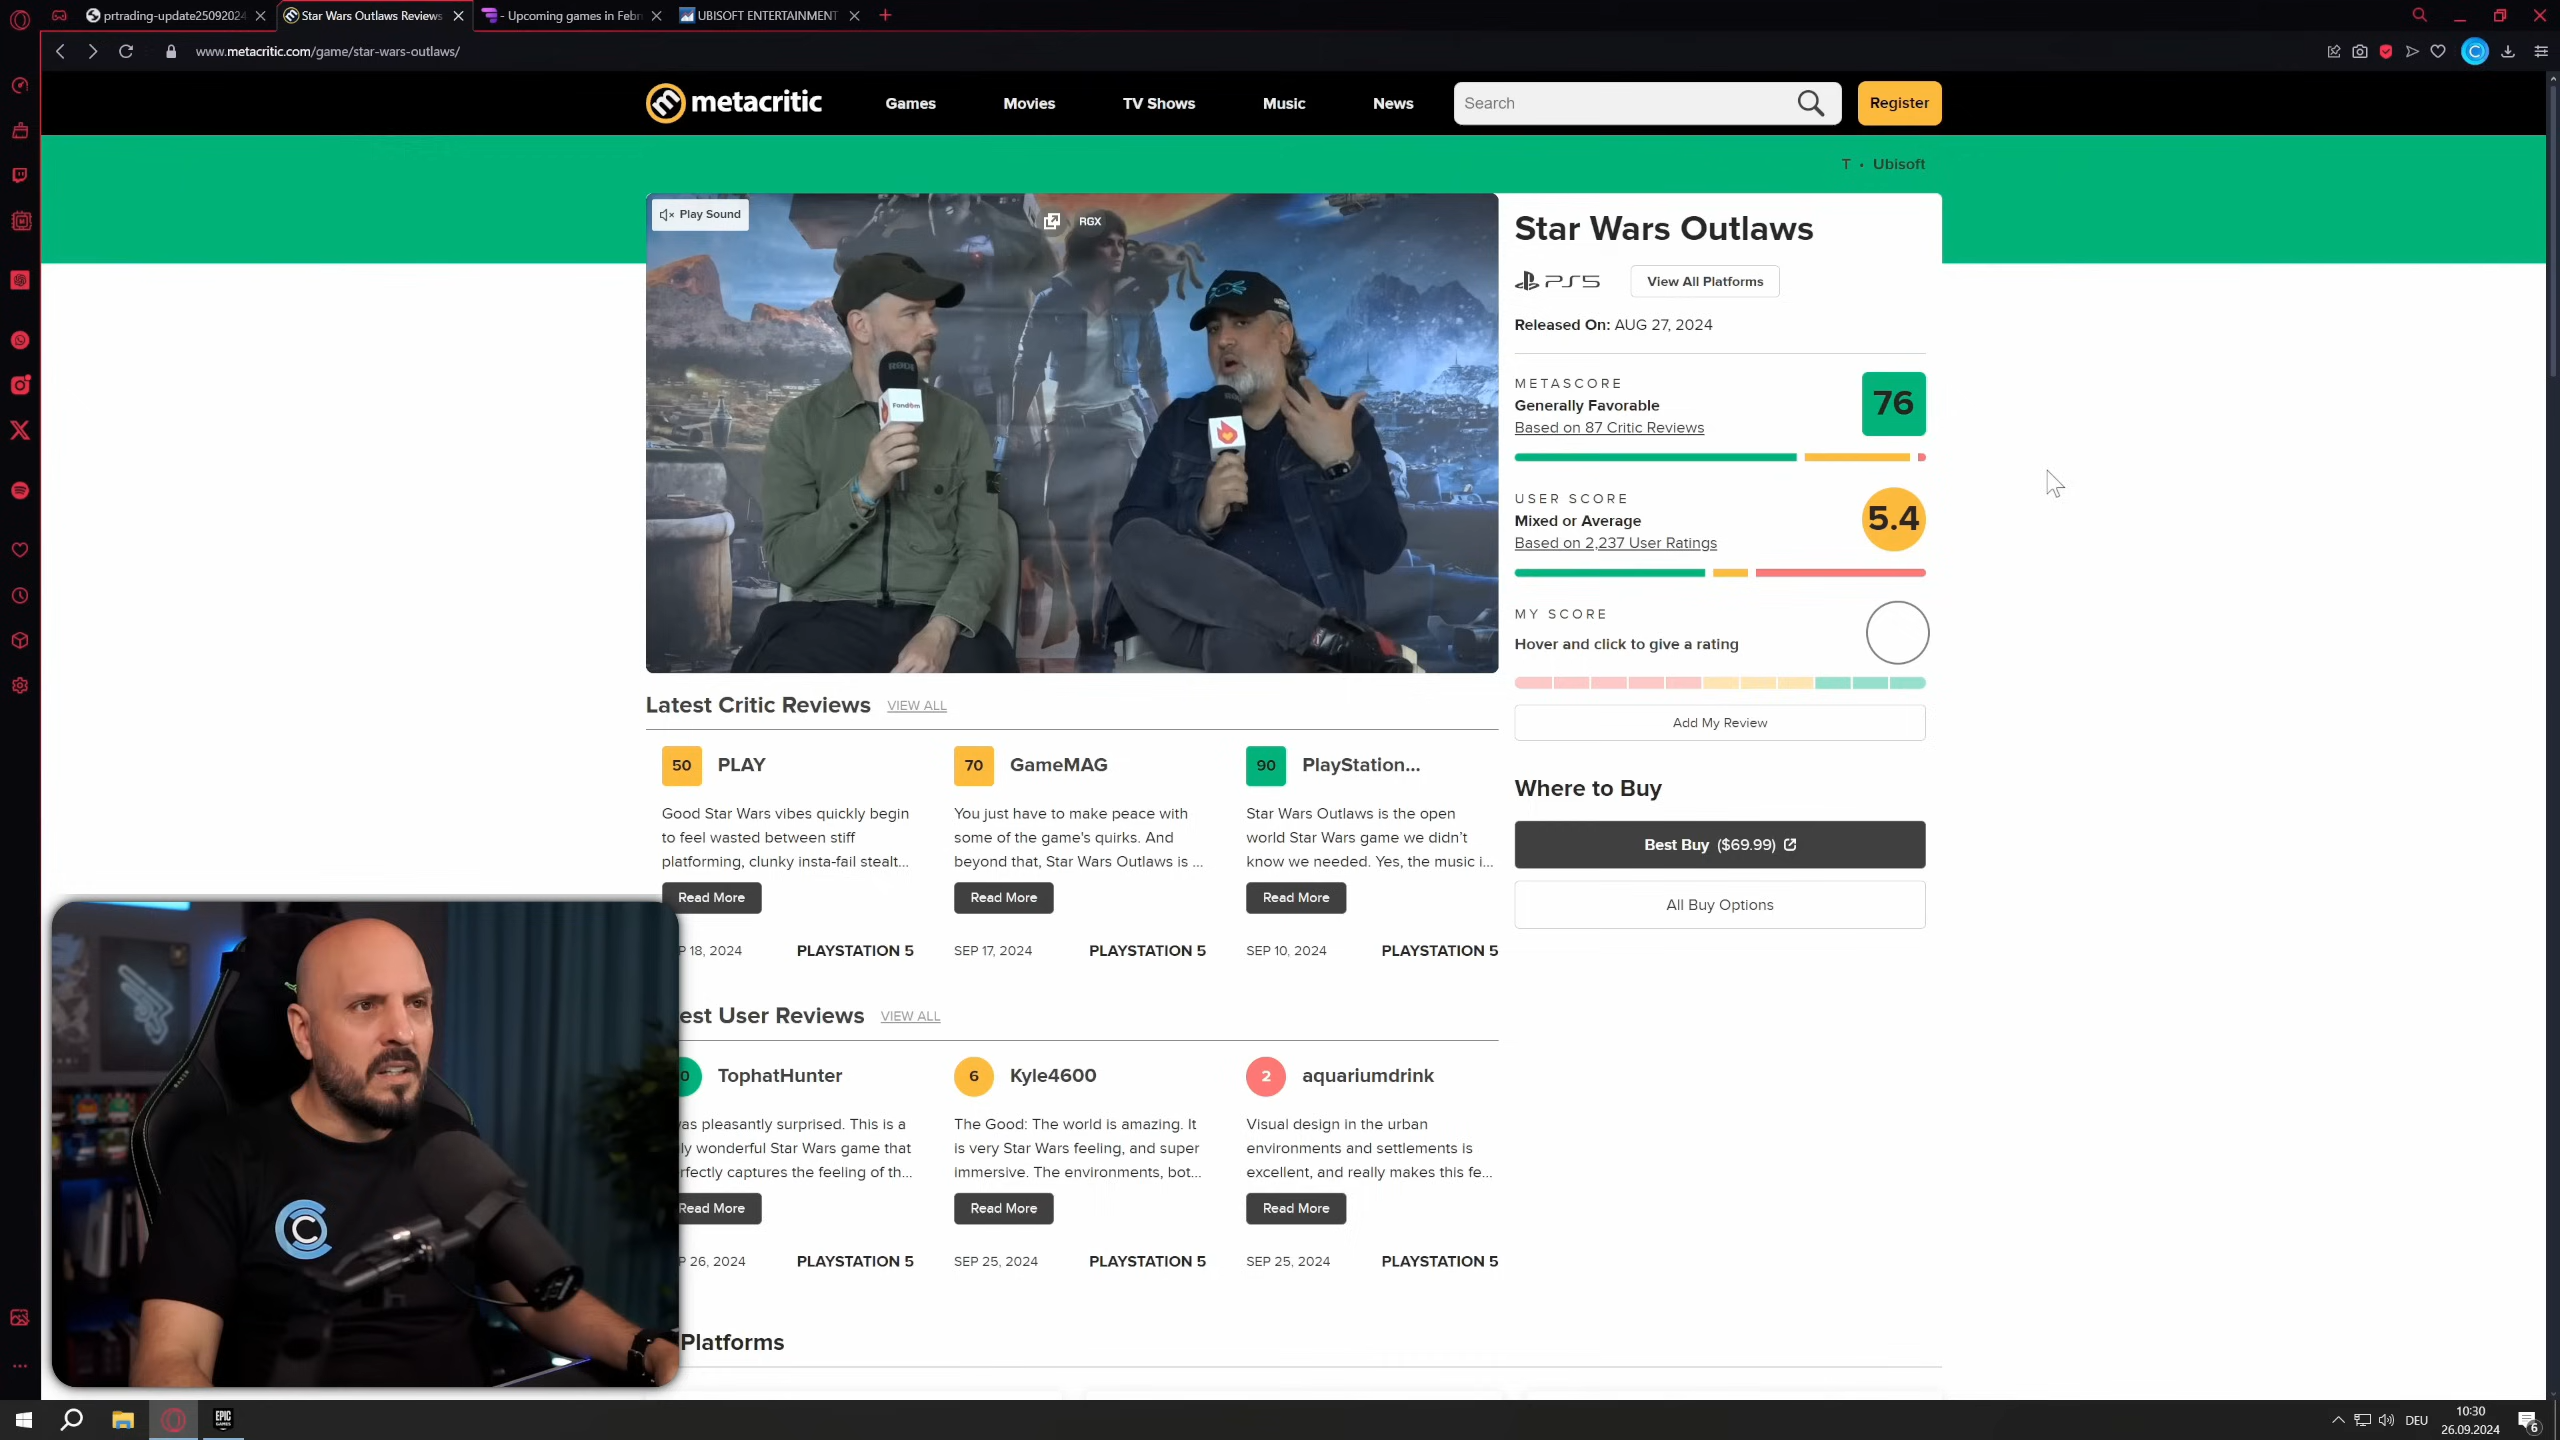 prtrading-update25092024
Star Wars Outlaws Reviews
- Upcoming games in Febr
UBISOFT ENTERTAINMENT
www.metacritic.com/game/star-wars-outlaws/
metacritic
Games
Movies
TV Shows
Music
News
Search
Register
T • Ubisoft
Play Sound
RGX
Star Wars Outlaws
PS5
View All Platforms
Released On: AUG 27, 2024
METASCORE
Generally Favorable
Based on 87 Critic Reviews
76
USER SCORE
Mixed or Average
Based on 2,237 User Ratings
5.4
MY SCORE
Hover and click to give a rating
Add My Review
Fandom
Latest Critic Reviews
VIEW ALL
50 PLAY
Good Star Wars vibes quickly begin
to feel wasted between stiff
platforming, clunky insta-fail stealt...
Read More
P 18, 2024
PLAYSTATION 5
70 GameMAG
You just have to make peace with
some of the game's quirks. And
beyond that, Star Wars Outlaws is ...
Read More
SEP 17, 2024
PLAYSTATION 5
90 PlayStation...
Star Wars Outlaws is the open
world Star Wars game we didn't
know we needed. Yes, the music i...
Read More
SEP 10, 2024
PLAYSTATION 5
Where to Buy
Best Buy ($69.99)
All Buy Options
est User Reviews
VIEW ALL
0 TophatHunter
as pleasantly surprised. This is a
ly wonderful Star Wars game that
rfectly captures the feeling of th...
Read More
P 26, 2024
PLAYSTATION 5
6 Kyle4600
The Good: The world is amazing. It
is very Star Wars feeling, and super
immersive. The environments, bot...
Read More
SEP 25, 2024
PLAYSTATION 5
2 aquariumdrink
Visual design in the urban
environments and settlements is
excellent, and really makes this fe...
Read More
SEP 25, 2024
PLAYSTATION 5
Platforms
EPIC
GAMES
DEU
10:30
26.09.2024
6